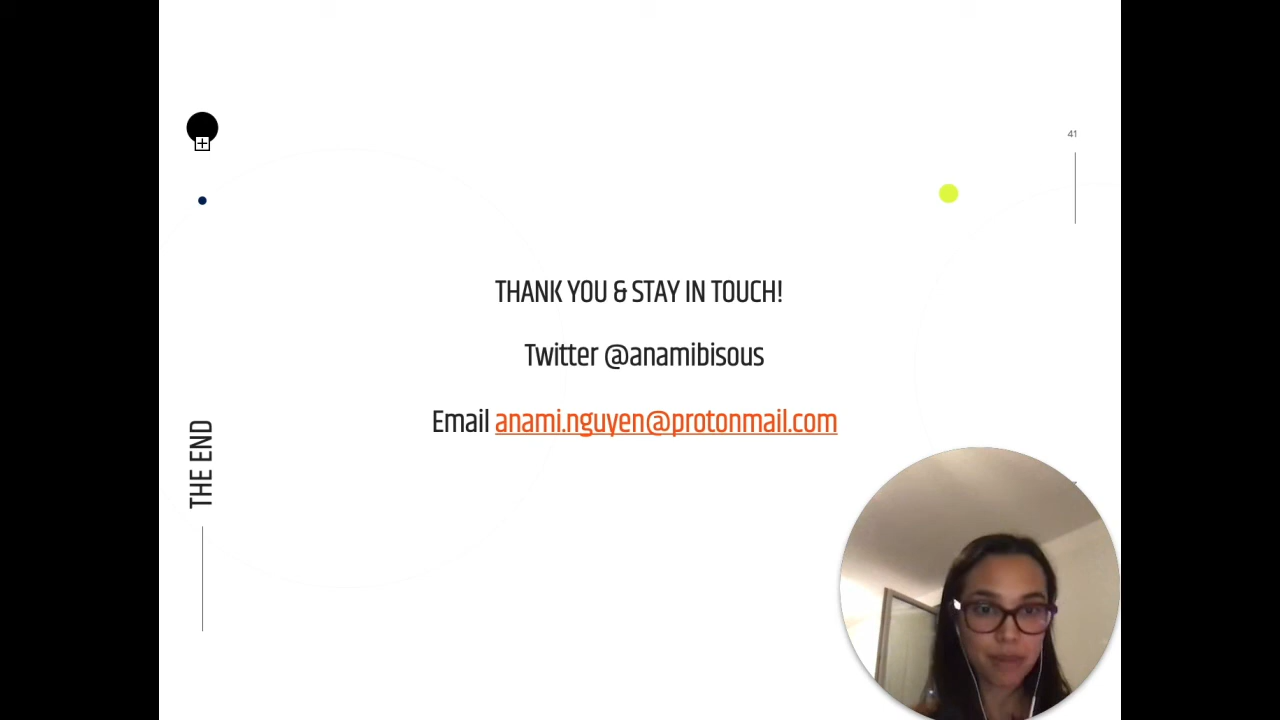 41
THANK YOU & STAY IN TOUCH!
Twitter @anamibisous
Email anami.nguyen@protonmail.com
THE END